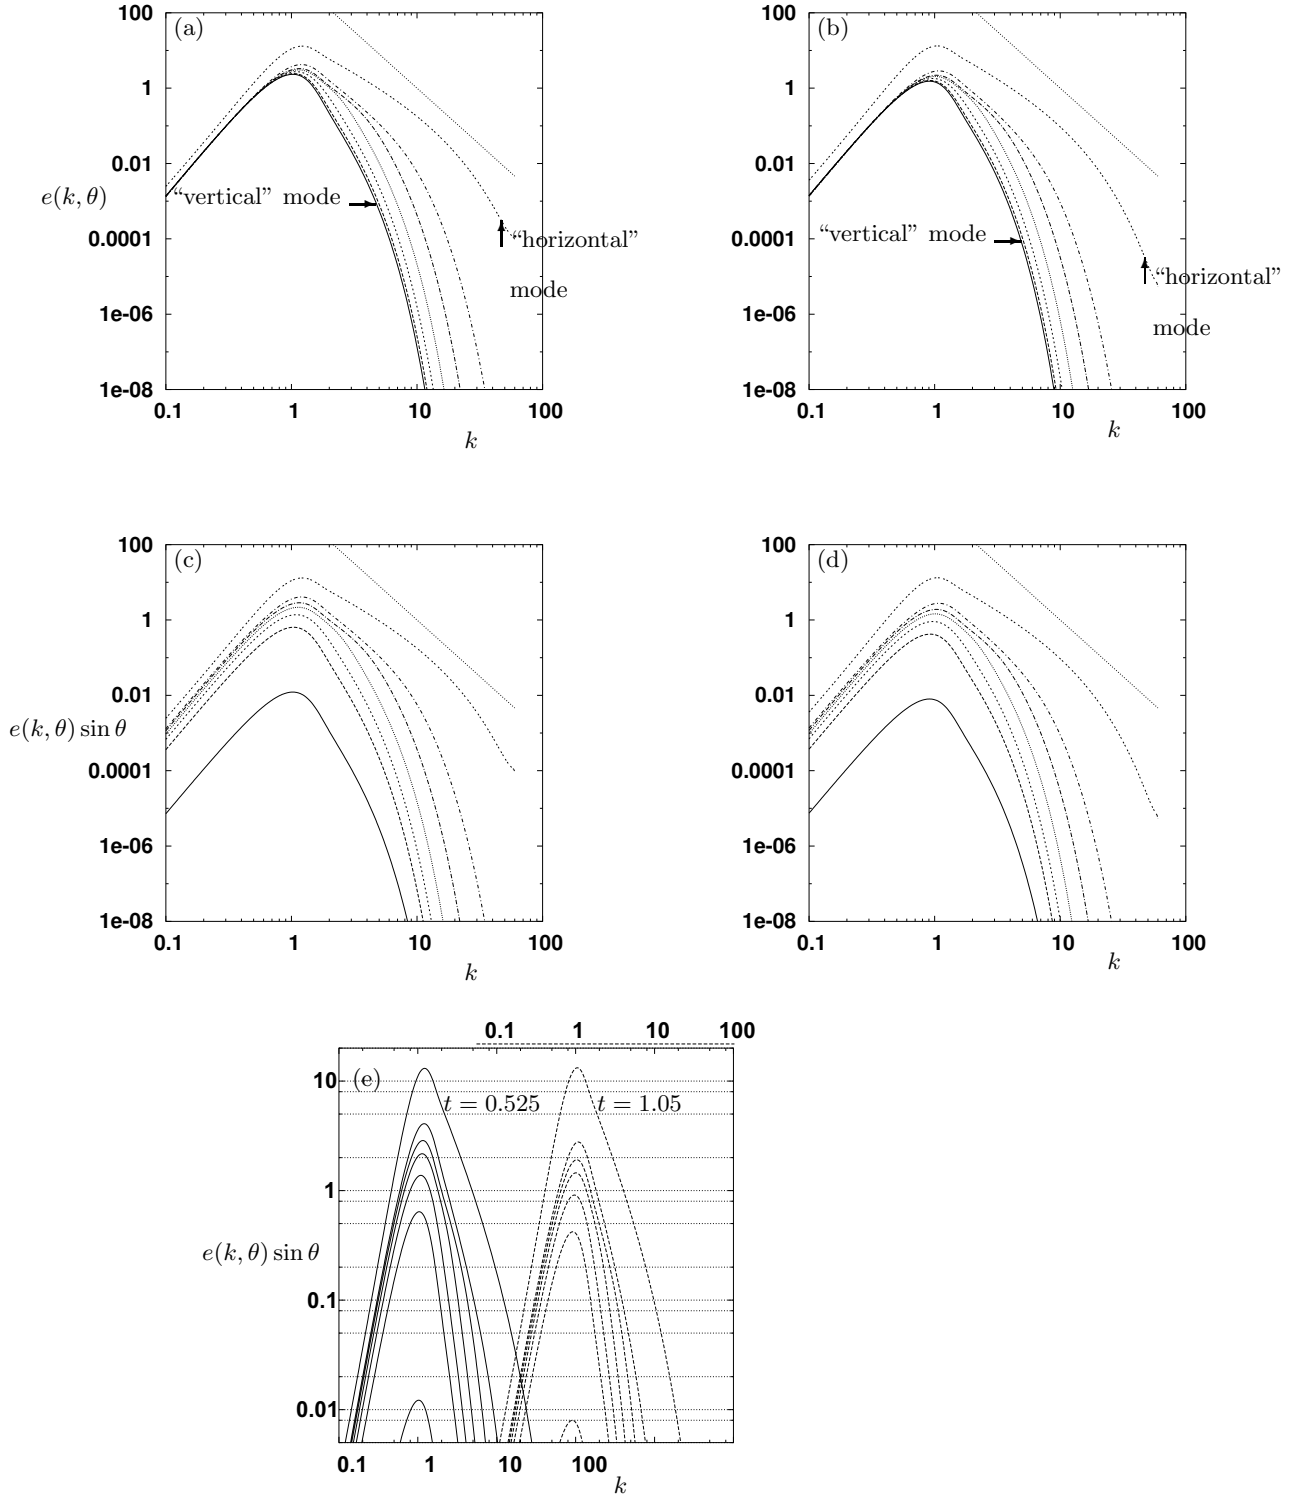 100
(a)
1
0.01
e(k, θ)
“vertical” mode
0.0001
“horizontal”
mode
1e-06
1e-08
0.1
1
10
100
k
100
(b)
1
0.01
“vertical” mode
0.0001
“horizontal”
mode
1e-06
1e-08
0.1
1
10
100
k
100
(c)
1
0.01
e(k, θ) sin θ
0.0001
1e-06
1e-08
0.1
1
10
100
k
100
(d)
1
0.01
0.0001
1e-06
1e-08
0.1
1
10
100
k
0.1
1
10
100
10
(e)
t = 0.525
t = 1.05
1
e(k, θ) sin θ
0.1
0.01
0.1
1
10
100
k